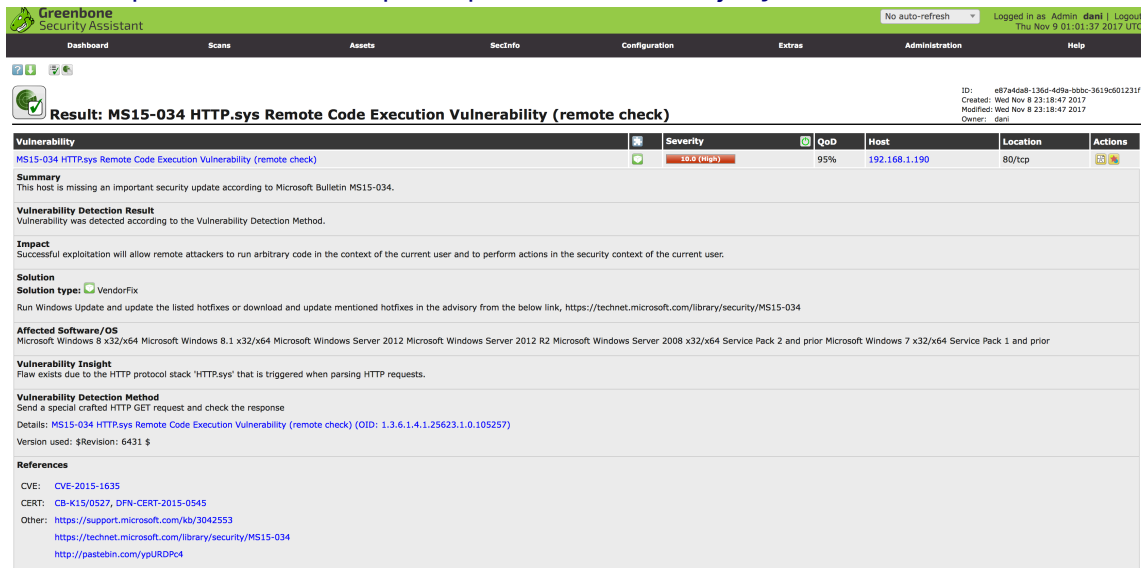 Greenbone
Security Assistant
No auto-refresh
Logged in as Admin dani | Logout
Thu Nov 9 01:01:37 2017 UTC
Dashboard Scans Assets SecInfo Configuration Extras Administration Help
Result: MS15-034 HTTP.sys Remote Code Execution Vulnerability (remote check)
ID: e87a4da8-136d-4d9a-bbbc-3619c601231f
Created: Wed Nov 8 23:18:47 2017
Modified: Wed Nov 8 23:18:47 2017
Owner: dani
Vulnerability Severity QoD Host Location Actions
MS15-034 HTTP.sys Remote Code Execution Vulnerability (remote check) 10.0 (High) 95% 192.168.1.190 80/tcp
Summary
This host is missing an important security update according to Microsoft Bulletin MS15-034.
Vulnerability Detection Result
Vulnerability was detected according to the Vulnerability Detection Method.
Impact
Successful exploitation will allow remote attackers to run arbitrary code in the context of the current user and to perform actions in the security context of the current user.
Solution
Solution type: VendorFix
Run Windows Update and update the listed hotfixes or download and update mentioned hotfixes in the advisory from the below link, https://technet.microsoft.com/library/security/MS15-034
Affected Software/OS
Microsoft Windows 8 x32/x64 Microsoft Windows 8.1 x32/x64 Microsoft Windows Server 2012 Microsoft Windows Server 2012 R2 Microsoft Windows Server 2008 x32/x64 Service Pack 2 and prior Microsoft Windows 7 x32/x64 Service Pack 1 and prior
Vulnerability Insight
Flaw exists due to the HTTP protocol stack 'HTTP.sys' that is triggered when parsing HTTP requests.
Vulnerability Detection Method
Send a special crafted HTTP GET request and check the response
Details: MS15-034 HTTP.sys Remote Code Execution Vulnerability (remote check) (OID: 1.3.6.1.4.1.25623.1.0.105257)
Version used: $Revision: 6431 $
References
CVE: CVE-2015-1635
CERT: CB-K15/0527, DFN-CERT-2015-0545
Other: https://support.microsoft.com/kb/3042553
https://technet.microsoft.com/library/security/MS15-034
http://pastebin.com/ypURDPc4